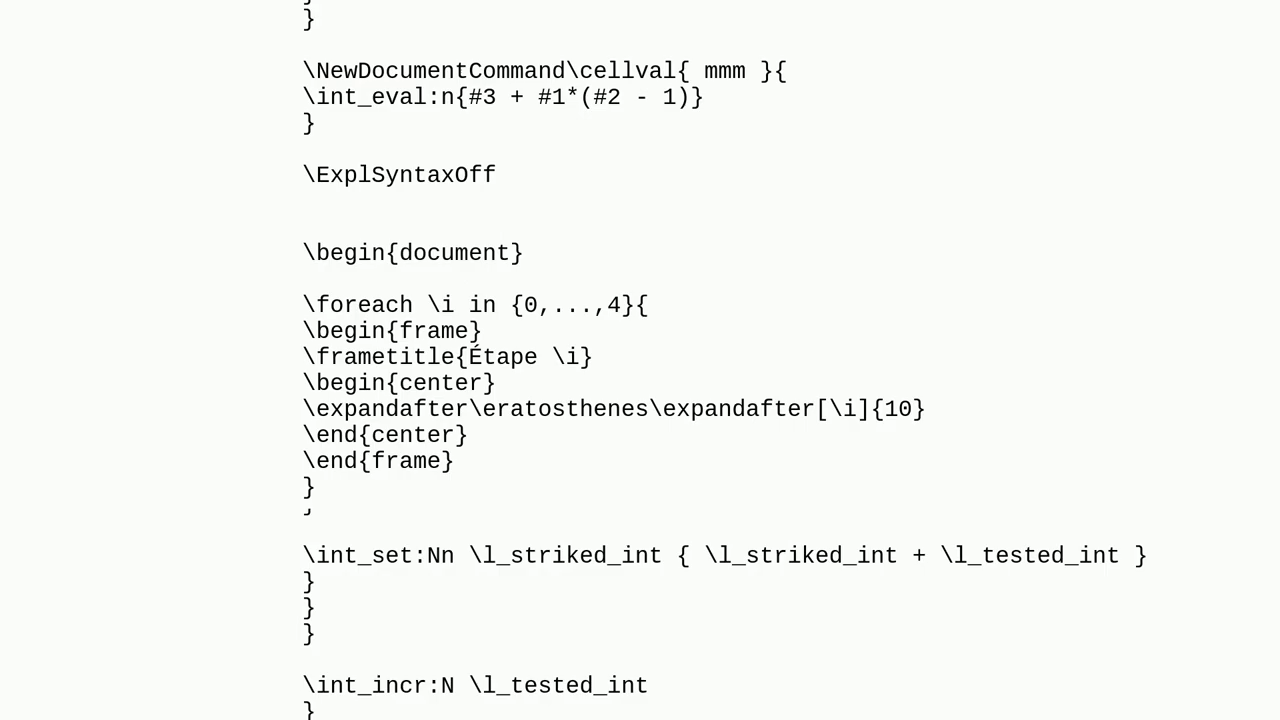 }
\NewDocumentCommand\cellval{ mmm }{
\int_eval:n{#3 + #1*(#2 - 1)}
}
\ExplSyntaxOff
\begin{document}
\foreach \i in {0,...,4}{
\begin{frame}
\frametitle{Étape \i}
\begin{center}
\expandafter\eratosthenes\expandafter[\i]{10}
\end{center}
\end{frame}
}
\int_set:Nn \l_striked_int { \l_striked_int + \l_tested_int }
}
}
}
\int_incr:N \l_tested_int
}